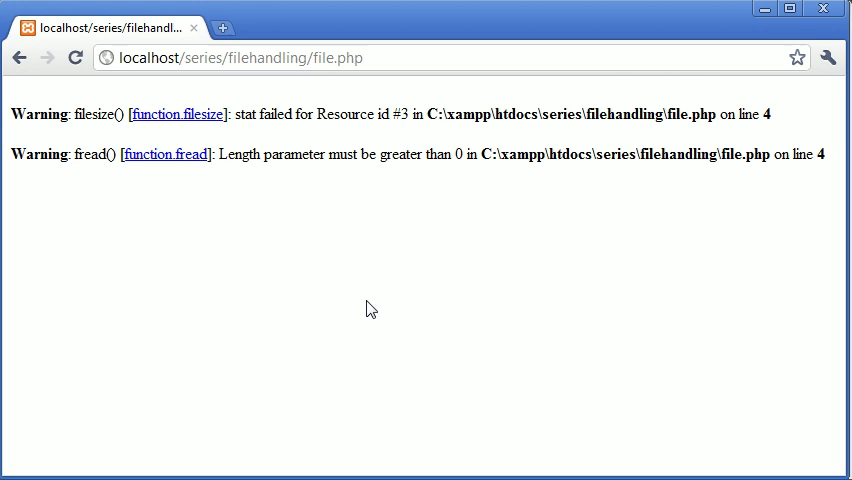 localhost/series/filehandl...
localhost/series/filehandling/file.php
Warning: filesize() [function.filesize]: stat failed for Resource id #3 in C:\xampp\htdocs\series\filehandling\file.php on line 4
Warning: fread() [function.fread]: Length parameter must be greater than 0 in C:\xampp\htdocs\series\filehandling\file.php on line 4